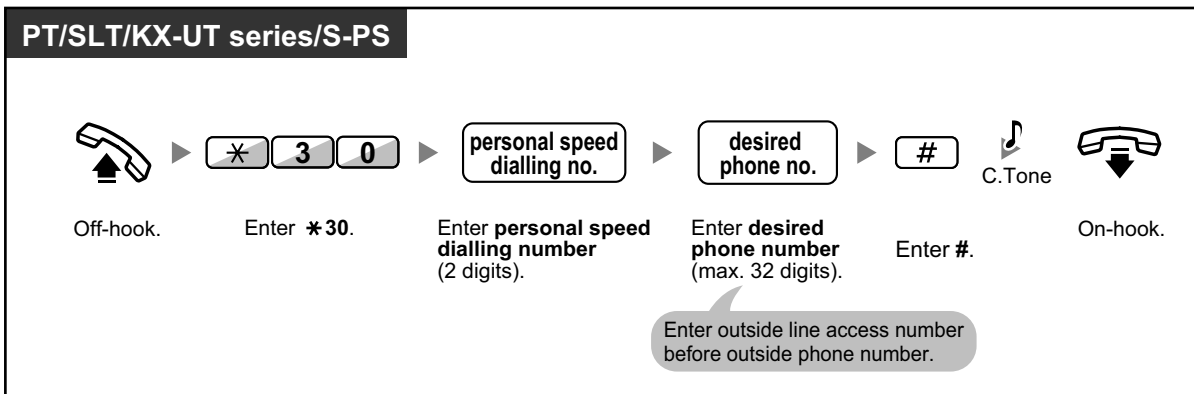 PT/SLT/KX-UT series/S-PS
* 3 0
personal speed
dialling no.
desired
phone no.
#
C.Tone
Off-hook.
Enter *30.
Enter personal speed
dialling number
(2 digits).
Enter desired
phone number
(max. 32 digits).
Enter #.
On-hook.
Enter outside line access number
before outside phone number.